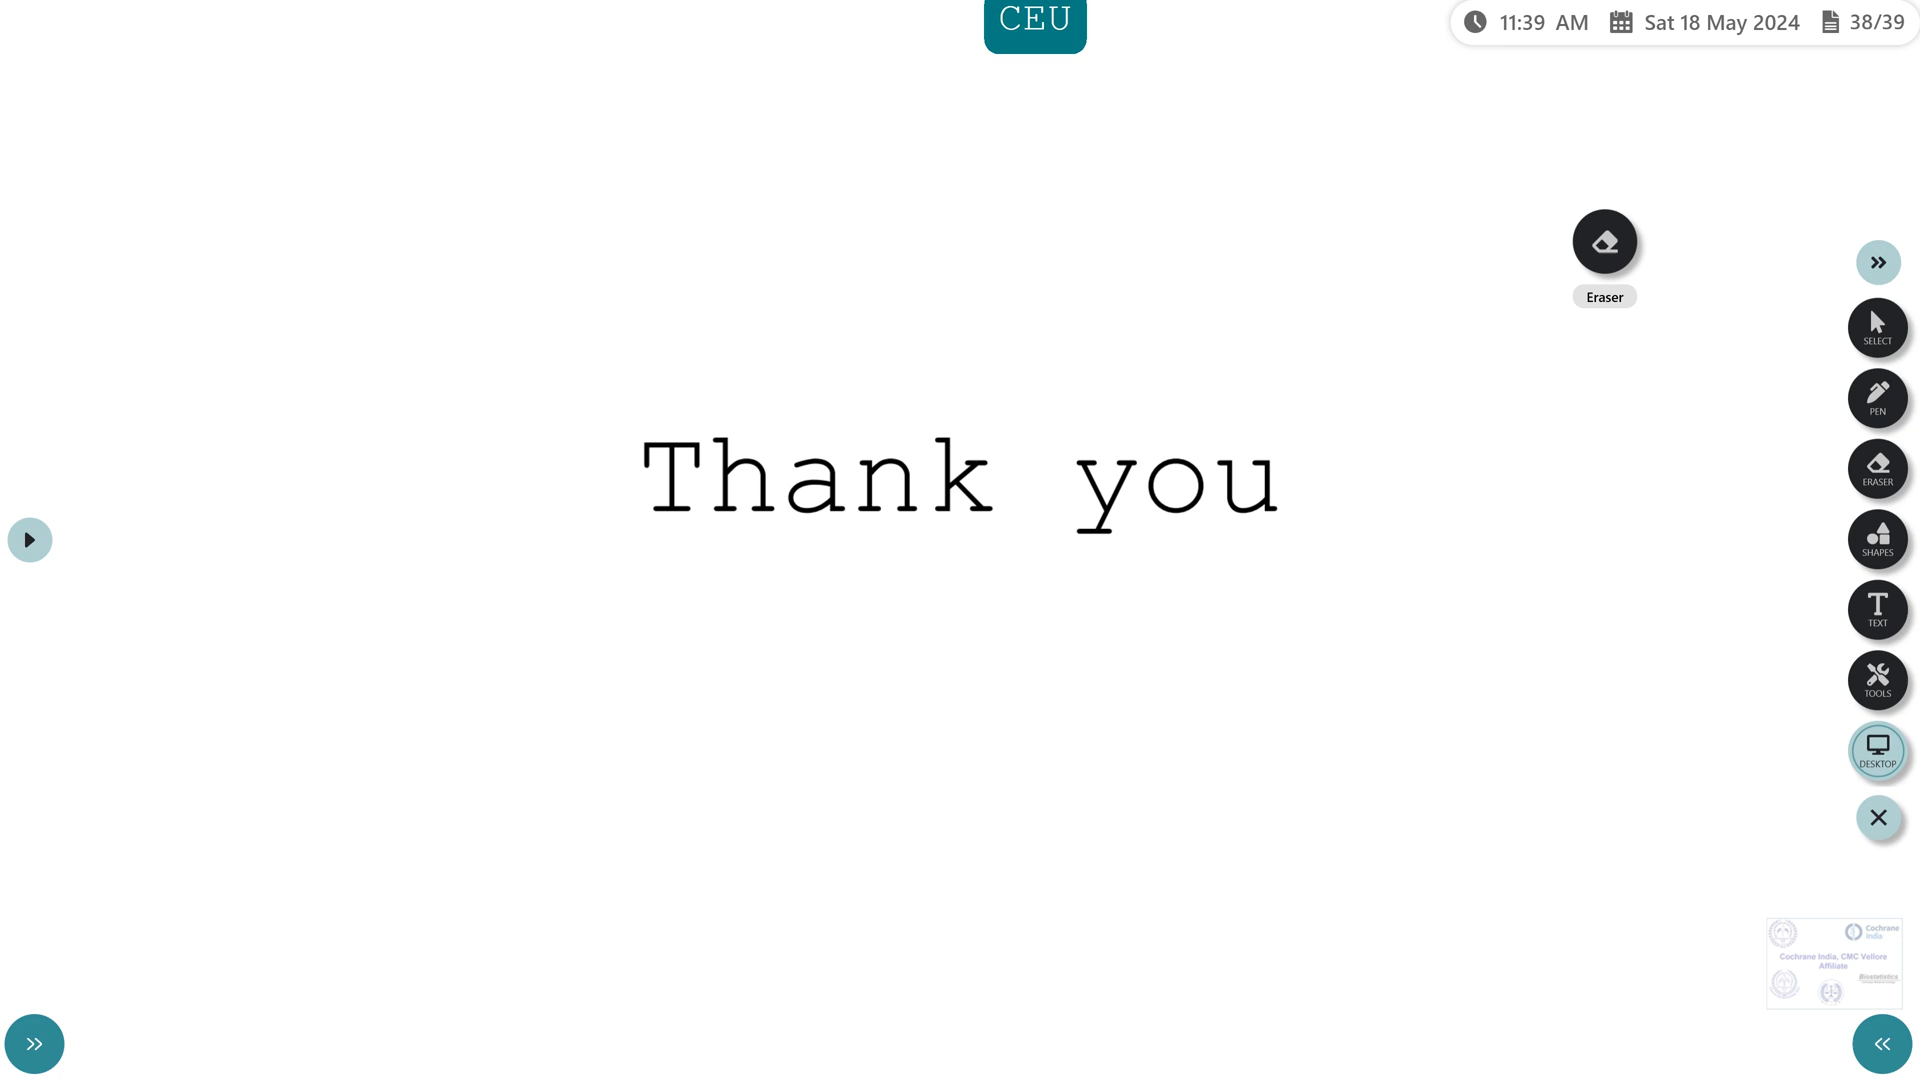 CEU
11:39 AM Sat 18 May 2024 38/39
Eraser
SELECT
PEN
ERASER
Thank you
SHAPES
TEXT
TOOLS
DESKTOP
Cochrane
India
Cochrane India, CMC Vellore
Affiliate
Biostatistics